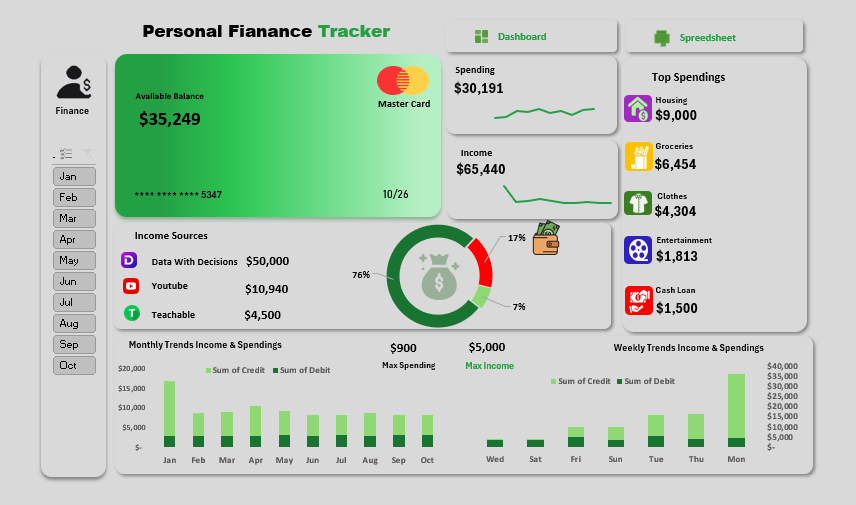 Personal Fianance Tracker
Dashboard
Spreedsheet
Finance
Jan
Feb
Mar
Apr
May
Jun
Jul
Aug
Sep
Oct
Avaliable Balance
$35,249
Master Card
**** **** **** 5347
10/26
Spending
$30,191
Income
$65,440
Top Spendings
Housing
$9,000
Groceries
$6,454
Clothes
$4,304
Entertainment
$1,813
Cash Loan
$1,500
Income Sources
D Data With Decisions $50,000
Youtube $10,940
T Teachable $4,500
76%
17%
7%
Monthly Trends Income & Spendings
$900
Max Spending
$5,000
Max Income
Weekly Trends Income & Spendings
Sum of Credit Sum of Debit
$20,000
$15,000
$10,000
$5,000
$-
Jan Feb Mar Apr May Jun Jul Aug Sep Oct
Sum of Credit Sum of Debit
$40,000
$35,000
$30,000
$25,000
$20,000
$15,000
$10,000
$5,000
$-
Wed Sat Fri Sun Tue Thu Mon